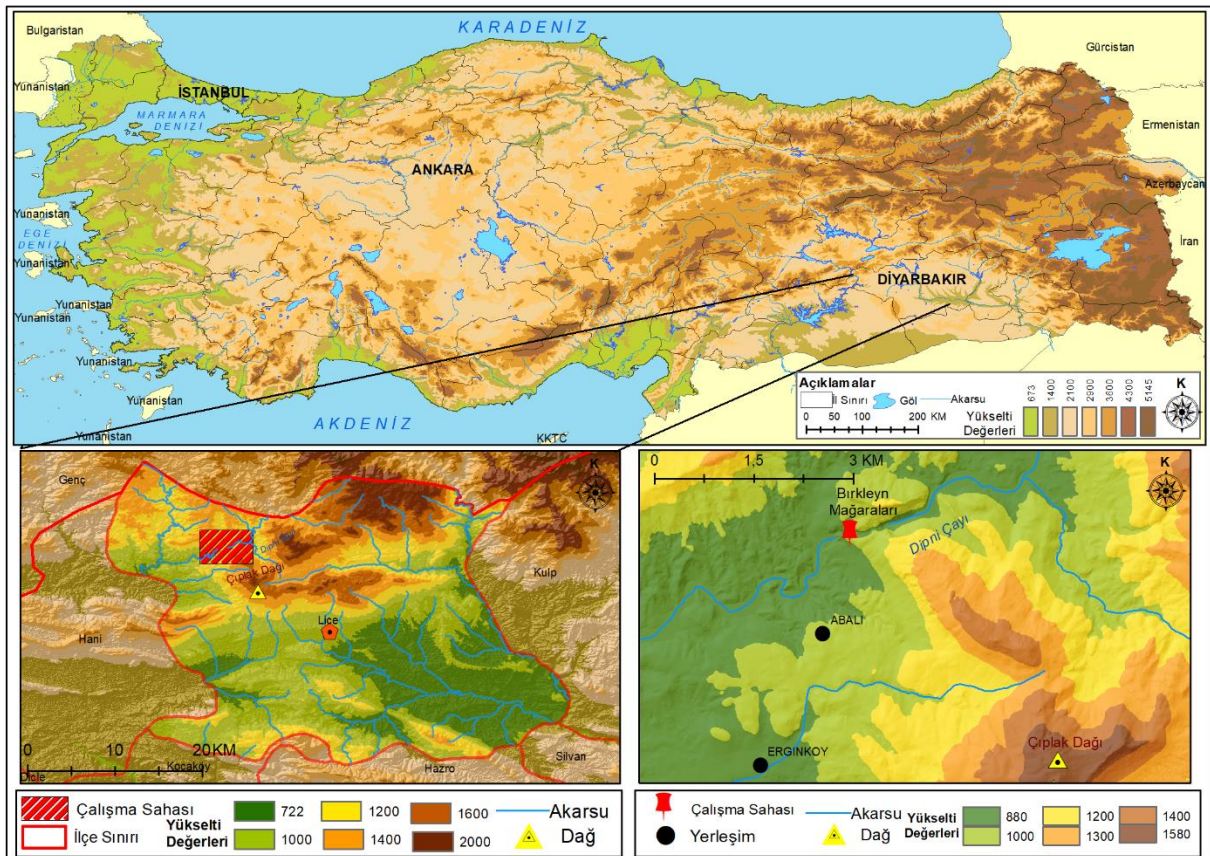 Bulgaristan
KARADENİZ
Gürcistan
Yunanistan
İSTANBUL
MARMARA
DENİZİ
Ermenistan
ANKARA
Azerbaycan
Yunanistan
EGE
DENİZİ
İran
Yunanistan
DİYARBAKIR
Yunanistan
Yunanistan
Yunanistan
Yunanistan
Yunanistan
AKDENİZ
KKTC
Açıklamalar
İl Sınırı
Göl
Akarsu
0 50 100 200 KM
Yükselti
Değerleri
673
1400
2100
2900
3600
4300
5145
K
Genç
K
Dipni Çayı
Çıplak Dağı
Kulp
Lice
Hani
0 10 20 KM
Silvan
Dicle
Kocaköy
Hazro
0 1,5 3 KM
K
Birkleyn
Mağaraları
Dipni Çayı
ABALI
ERGİNKÖY
Çıplak Dağı
Çalışma Sahası
İlçe Sınırı
Yükselti
Değerleri
722
1000
1200
1400
1600
2000
Akarsu
Dağ
Çalışma Sahası
Yerleşim
Akarsu
Dağ
Yükselti
Değerleri
880
1000
1200
1300
1400
1580